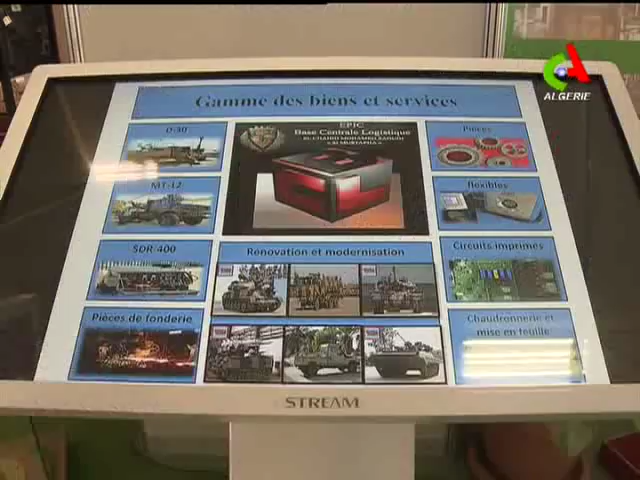 ALGERIE
Gamme des biens et services
D-30
EPIC
Base Centrale Logistique
Pièces
MT-12
flexibles
SDR-400
Rénovation et modernisation
Circuits imprimés
Pièces de fonderie
Chaudronnerie et
mise en feuille
STREAM